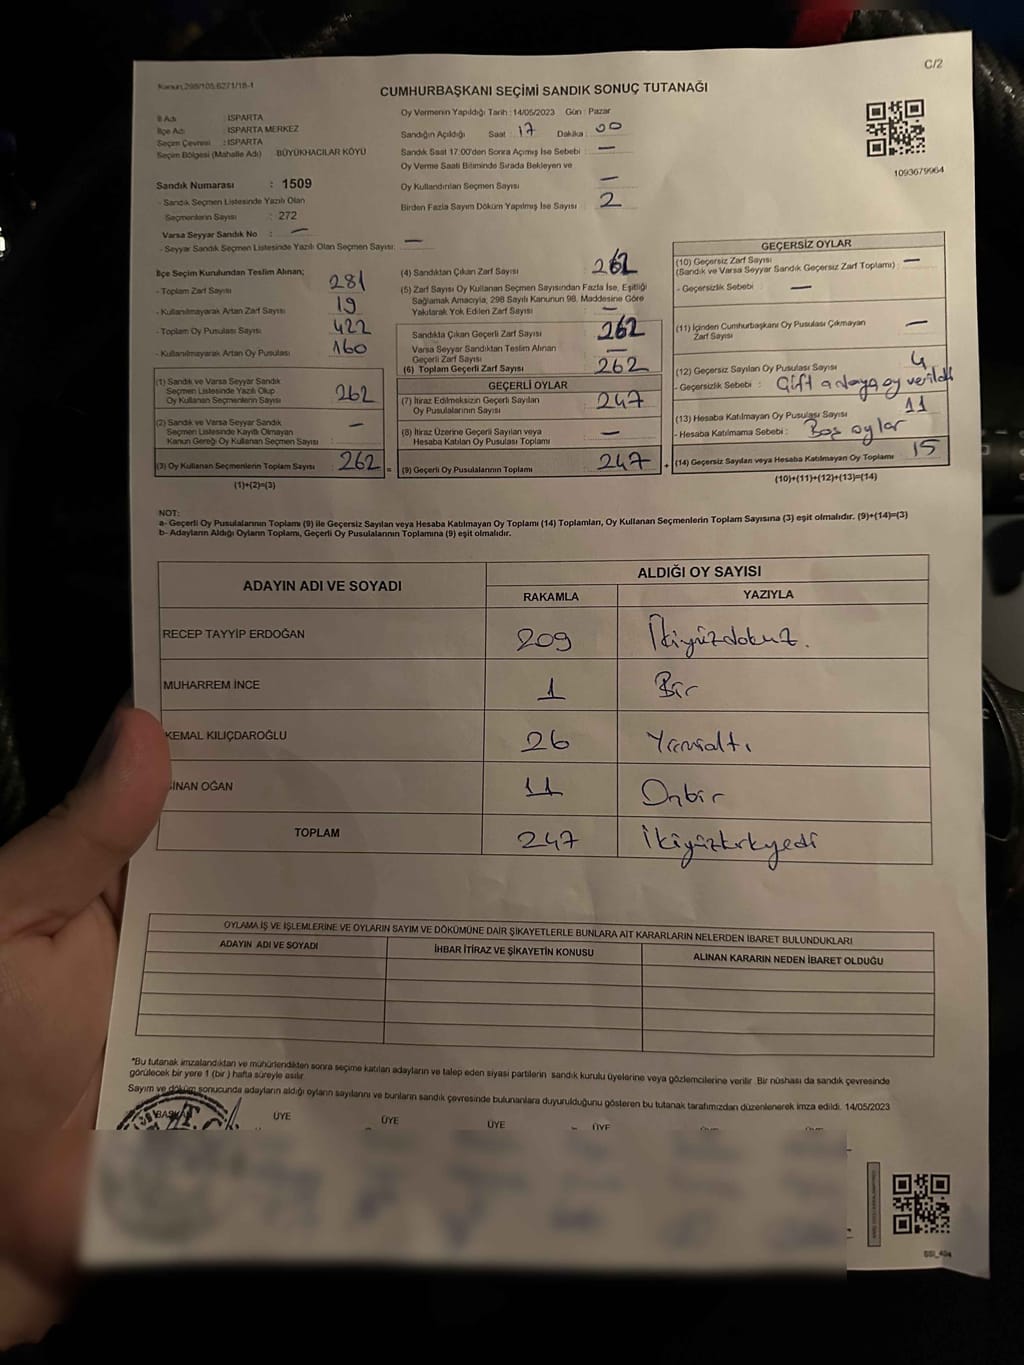 C/2
Kanun:298/105,6271/18-1
CUMHURBAŞKANI SEÇİMİ SANDIK SONUÇ TUTANAĞI
İl Adı : ISPARTA
İlçe Adı : ISPARTA MERKEZ
Seçim Çevresi : ISPARTA
Seçim Bölgesi (Mahalle Adı) : BÜYÜKHACILAR KÖYÜ
Sandık Numarası : 1509
- Sandık Seçmen Listesinde Yazılı Olan
Seçmenlerin Sayısı : 272
Varsa Seyyar Sandık No : —
- Seyyar Sandık Seçmen Listesinde Yazılı Olan Seçmen Sayısı: —
Oy Vermenin Yapıldığı Tarih : 14/05/2023 Gün : Pazar
Sandığın Açıldığı Saat : 17 Dakika : 00
Sandık Saat 17:00'den Sonra Açımış İse Sebebi : —
Oy Verme Saati Bitiminde Sırada Bekleyen ve
Oy Kullandırılan Seçmen Sayısı —
Birden Fazla Sayım Döküm Yapılmış İse Sayısı : 2
1093679964
İlçe Seçim Kurulundan Teslim Alınan;
- Toplam Zarf Sayısı : 281
- Kullanılmayarak Artan Zarf Sayısı : 19
- Toplam Oy Pusulası Sayısı : 422
- Kullanılmayarak Artan Oy Pusulası : 160
(1) Sandık ve Varsa Seyyar Sandık
Seçmen Listesinde Yazılı Olup
Oy Kullanan Seçmenlerin Sayısı : 262
(2) Sandık ve Varsa Seyyar Sandık
Seçmen Listesinde Kayıtlı Olmayan
Kanun Gereği Oy Kullanan Seçmen Sayısı : —
(3) Oy Kullanan Seçmenlerin Toplam Sayısı : 262 =
(1)+(2)=(3)
(4) Sandıktan Çıkan Zarf Sayısı : 262
(5) Zarf Sayısı Oy Kullanan Seçmen Sayısından Fazla İse, Eşitliği
Sağlamak Amacıyla, 298 Sayılı Kanunun 98. Maddesine Göre
Yakılarak Yok Edilen Zarf Sayısı : —
Sandıkta Çıkan Geçerli Zarf Sayısı : 262
Varsa Seyyar Sandıktan Teslim Alınan
Geçerli Zarf Sayısı : —
(6) Toplam Geçerli Zarf Sayısı : 262
GEÇERLİ OYLAR
(7) İtiraz Edilmeksizin Geçerli Sayılan
Oy Pusulalarının Sayısı : 247
(8) İtiraz Üzerine Geçerli Sayılan veya
Hesaba Katılan Oy Pusulası Toplamı : —
(9) Geçerli Oy Pusulalarının Toplamı : 247 +
GEÇERSİZ OYLAR
(10) Geçersiz Zarf Sayısı : —
(Sandık ve Varsa Seyyar Sandık Geçersiz Zarf Toplamı)
- Geçersizlik Sebebi : —
(11) İçinden Cumhurbaşkanı Oy Pusulası Çıkmayan
Zarf Sayısı : —
(12) Geçersiz Sayılan Oy Pusulası Sayısı : 4
- Geçersizlik Sebebi : Çift adaya oy verildi
(13) Hesaba Katılmayan Oy Pusulası Sayısı : 11
- Hesaba Katılmama Sebebi : Boş oylar
(14) Geçersiz Sayılan veya Hesaba Katılmayan Oy Toplamı : 15
(10)+(11)+(12)+(13)=(14)
NOT:
a- Geçerli Oy Pusulalarının Toplamı (9) ile Geçersiz Sayılan veya Hesaba Katılmayan Oy Toplamı (14) Toplamları, Oy Kullanan Seçmenlerin Toplam Sayısına (3) eşit olmalıdır. (9)+(14)=(3)
b- Adayların Aldığı Oyların Toplamı, Geçerli Oy Pusulalarının Toplamına (9) eşit olmalıdır.
ADAYIN ADI VE SOYADI ALDIĞI OY SAYISI
RAKAMLA YAZIYLA
RECEP TAYYİP ERDOĞAN 209 İkiyüzdokuz.
MUHARREM İNCE 1 Bir
KEMAL KILIÇDAROĞLU 26 Yirmialtı
SİNAN OĞAN 11 Onbir
TOPLAM 247 İkiyüzkırkyedi
OYLAMA İŞ VE İŞLEMLERİNE VE OYLARIN SAYIM VE DÖKÜMÜNE DAİR ŞİKAYETLERLE BUNLARA AİT KARARLARIN NELERDEN İBARET BULUNDUKLARI
ADAYIN ADI VE SOYADI İHBAR İTİRAZ VE ŞİKAYETİN KONUSU ALINAN KARARIN NEDEN İBARET OLDUĞU
*Bu tutanak imzalandıktan ve mühürlendikten sonra seçime katılan adayların ve talep eden siyasi partilerin sandık kurulu üyelerine veya gözlemcilerine verilir. Bir nüshası da sandık çevresinde
görülecek bir yere 1 (bir ) hafta süreyle asılır.
Sayım ve döküm sonucunda adayların aldığı oyların sayılarını ve bunların sandık çevresinde bulunanlara duyurulduğunu gösteren bu tutanak tarafımızdan düzenlenerek imza edildi. 14/05/2023
BAŞKAN ÜYE ÜYE ÜYE ÜYE